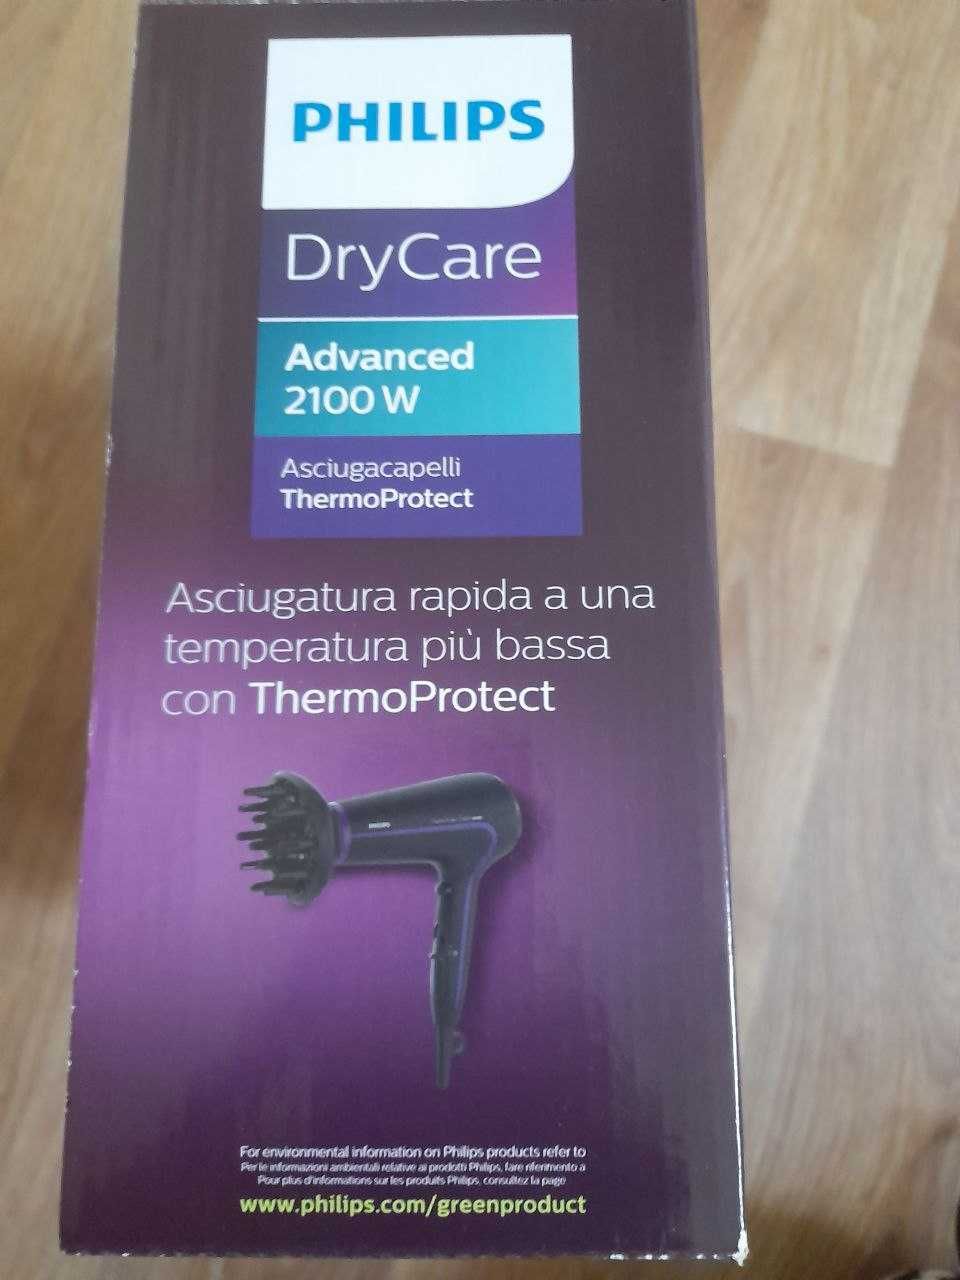 PHILIPS
DryCare
Advanced
2100 W
Asciugacapelli
ThermoProtect
Asciugatura rapida a una
temperatura più bassa
con ThermoProtect
PHILIPS
For environmental information on Philips products refer to
Per le informazioni ambientali relative ai prodotti Philips, fare riferimento a
Pour plus d'informations sur les produits Philips, consultez la page
www.philips.com/greenproduct